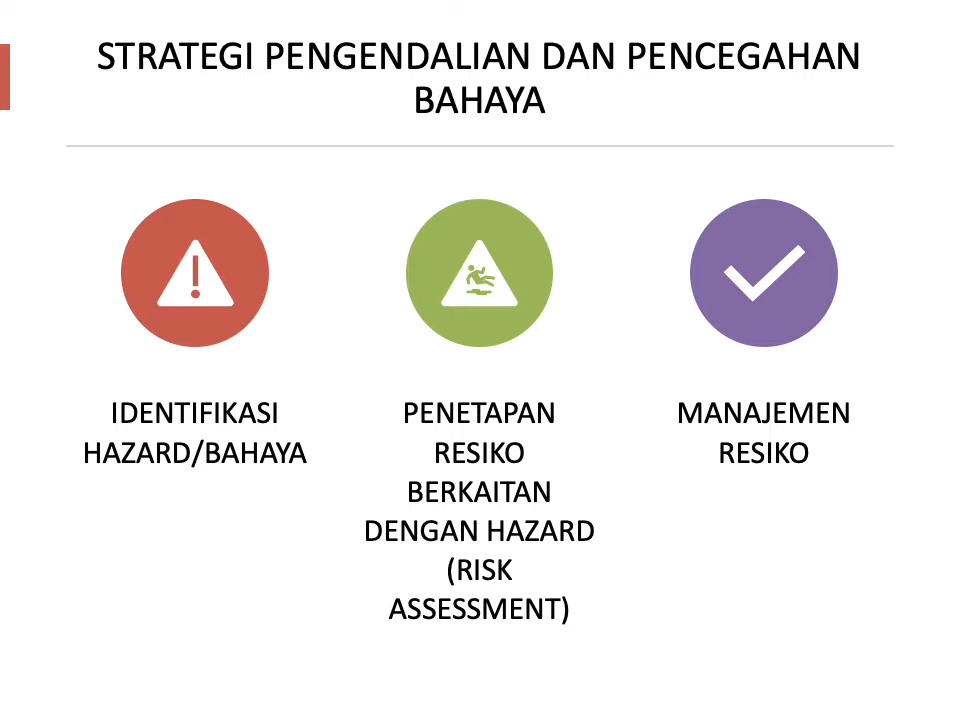 STRATEGI PENGENDALIAN DAN PENCEGAHAN
BAHAYA
IDENTIFIKASI
HAZARD/BAHAYA
PENETAPAN
RESIKO
BERKAITAN
DENGAN HAZARD
(RISK
ASSESSMENT)
MANAJEMEN
RESIKO